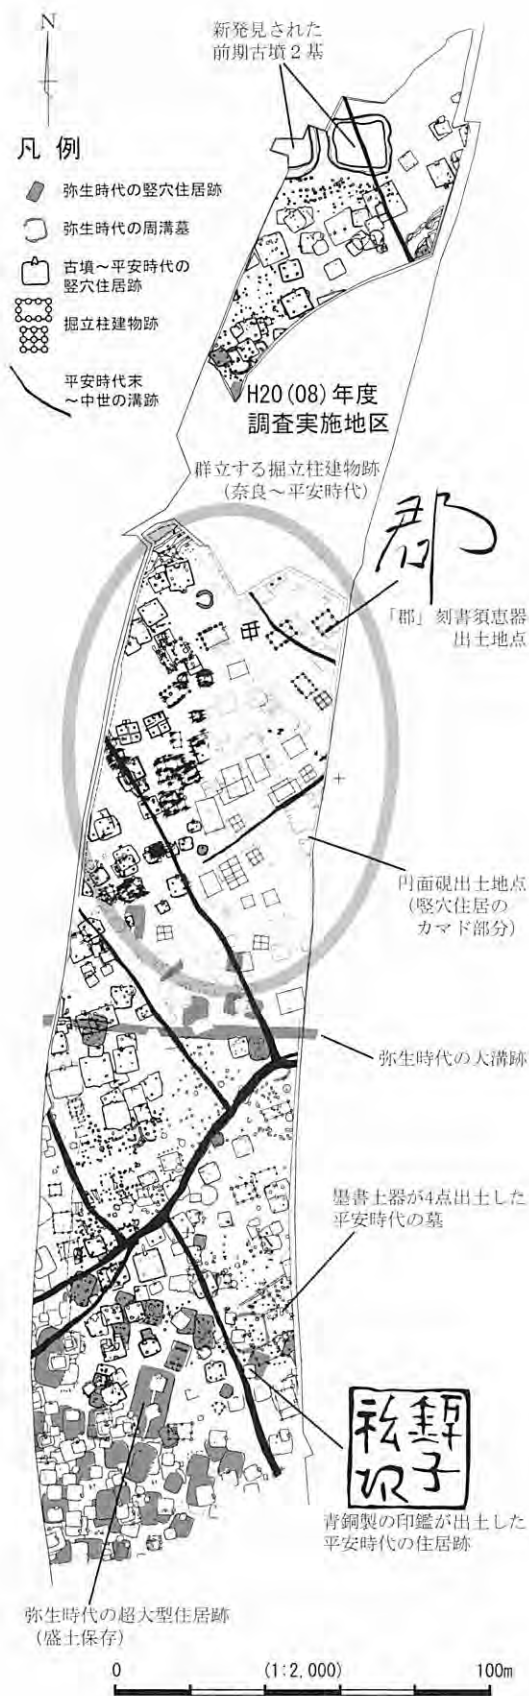 N
新発見された
前期古墳2基
凡例
弥生時代の竪穴住居跡
弥生時代の周溝墓
古墳～平安時代の
竪穴住居跡
掘立柱建物跡
平安時代末
～中世の溝跡
H20(08)年度
調査実施地区
群立する掘立柱建物跡
(奈良～平安時代)
郡
「郡」刻書須恵器
出土地点
円面硯出土地点
(竪穴住居の
カマド部分)
弥生時代の大溝跡
墨書土器が4点出土した
平安時代の墓
子
私
印
青銅製の印鑑が出土した
平安時代の住居跡
弥生時代の超大型住居跡
(盛土保存)
0 (1:2,000) 100m